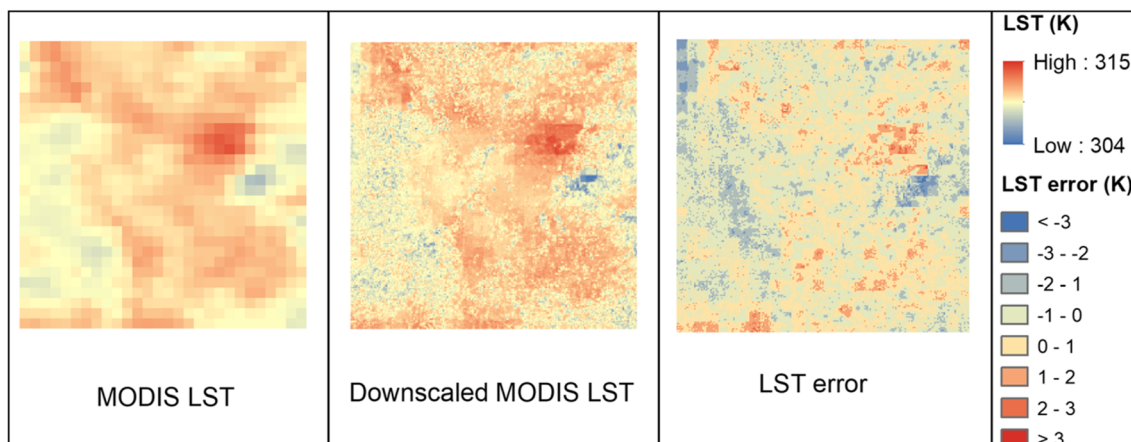 MODIS LST
Downscaled MODIS LST
LST error
LST (K)
High : 315
Low : 304
LST error (K)
< -3
-3 - -2
-2 - 1
-1 - 0
0 - 1
1 - 2
2 - 3
> 3